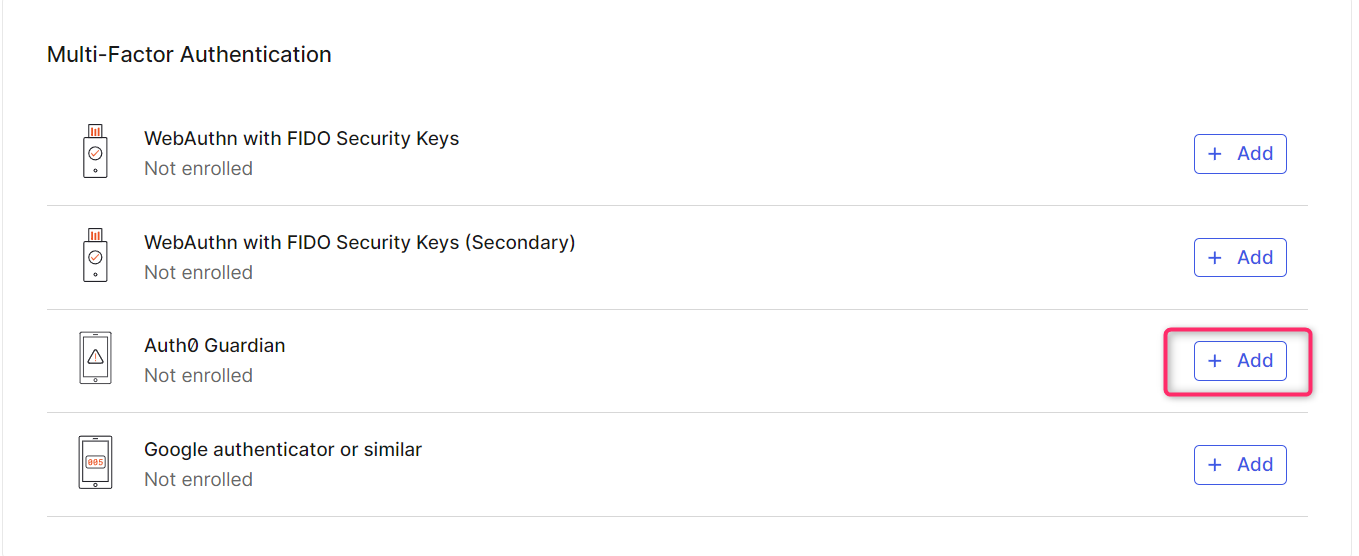 Multi-Factor Authentication
WebAuthn with FIDO Security Keys
Not enrolled
+ Add
WebAuthn with FIDO Security Keys (Secondary)
Not enrolled
+ Add
Auth0 Guardian
Not enrolled
+ Add
005
Google authenticator or similar
Not enrolled
+ Add